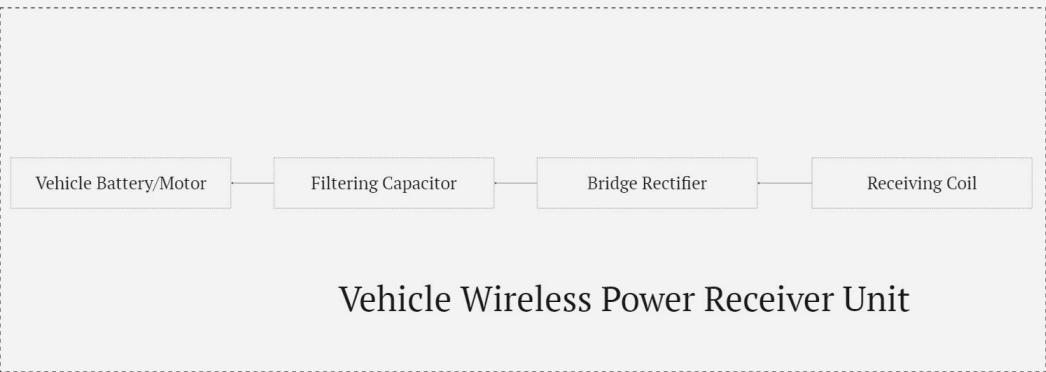 Vehicle Battery/Motor
Filtering Capacitor
Bridge Rectifier
Receiving Coil
Vehicle Wireless Power Receiver Unit